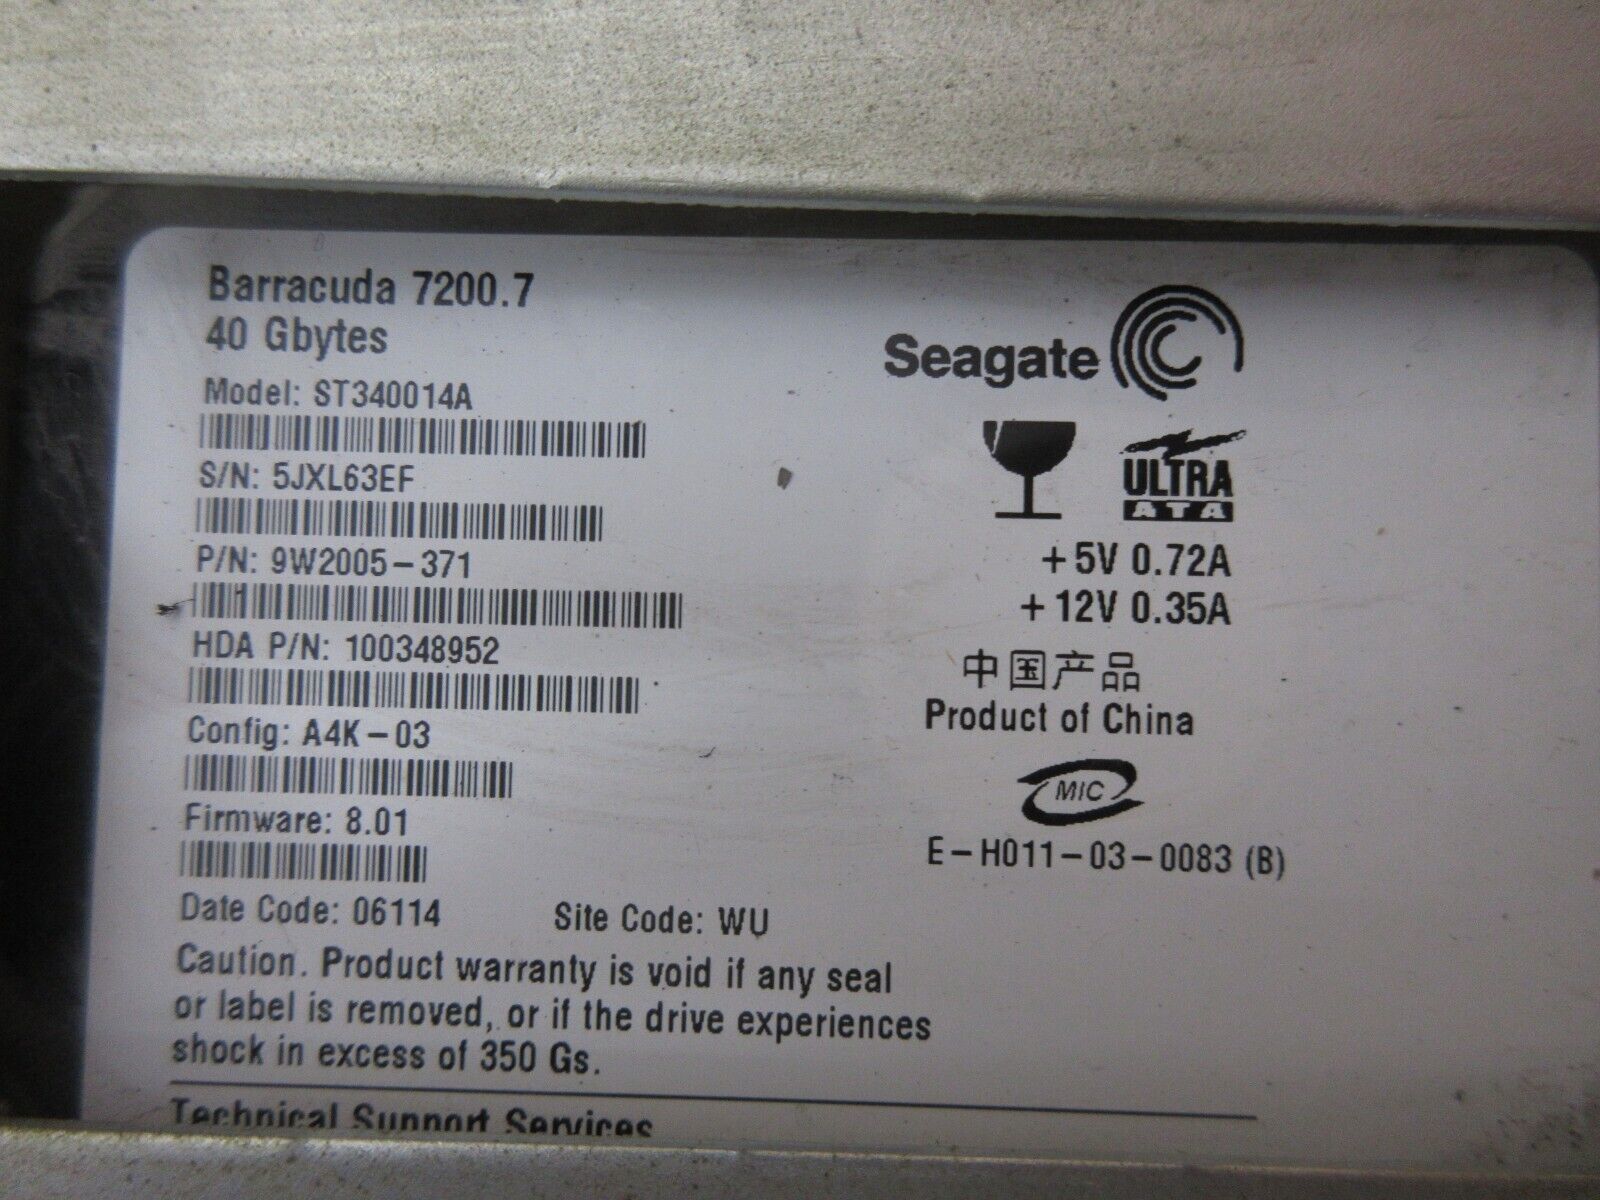 Barracuda 7200.7
40 Gbytes
Model: ST340014A
S/N: 5JXL63EF
P/N: 9W2005-371
HDA P/N: 100348952
Config: A4K-03
Firmware: 8.01
Date Code: 06114 Site Code: WU
Caution. Product warranty is void if any seal
or label is removed, or if the drive experiences
shock in excess of 350 Gs.
Technical Support Services
Seagate
ULTRA
ATA
+5V 0.72A
+12V 0.35A
中国产品
Product of China
MIC
E-H011-03-0083 (B)